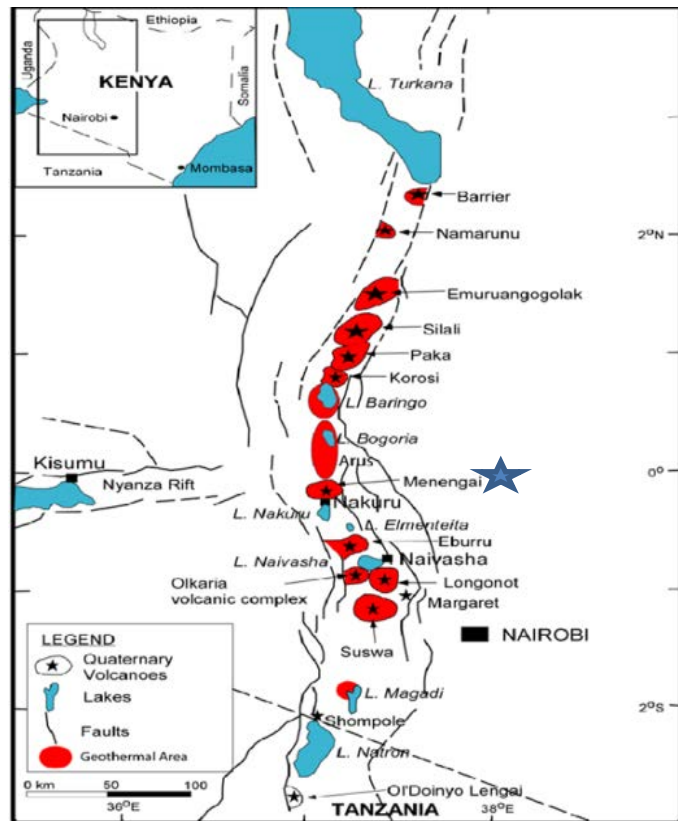 Ethiopia
Uganda
KENYA
Somalia
Nairobi
Mombasa
Tanzania
L. Turkana
Barrier
Namarunu
2°N
Emuruangogolak
Silali
Paka
Korosi
L. Baringo
L. Bogoria
Kisumu
Arus
0°
Nyanza Rift
Menengai
Nakuru
L. Nakuru
L. Elmenteita
Eburru
L. Naivasha
Naivasha
Olkaria
volcanic complex
Longonot
Margaret
NAIROBI
Suswa
LEGEND
Quaternary
Volcanoes
Lakes
Faults
Geothermal Area
L. Magadi
2°S
Shompole
L. Natron
0 km
50
100
Ol'Doinyo Lengai
36°E
TANZANIA
38°E